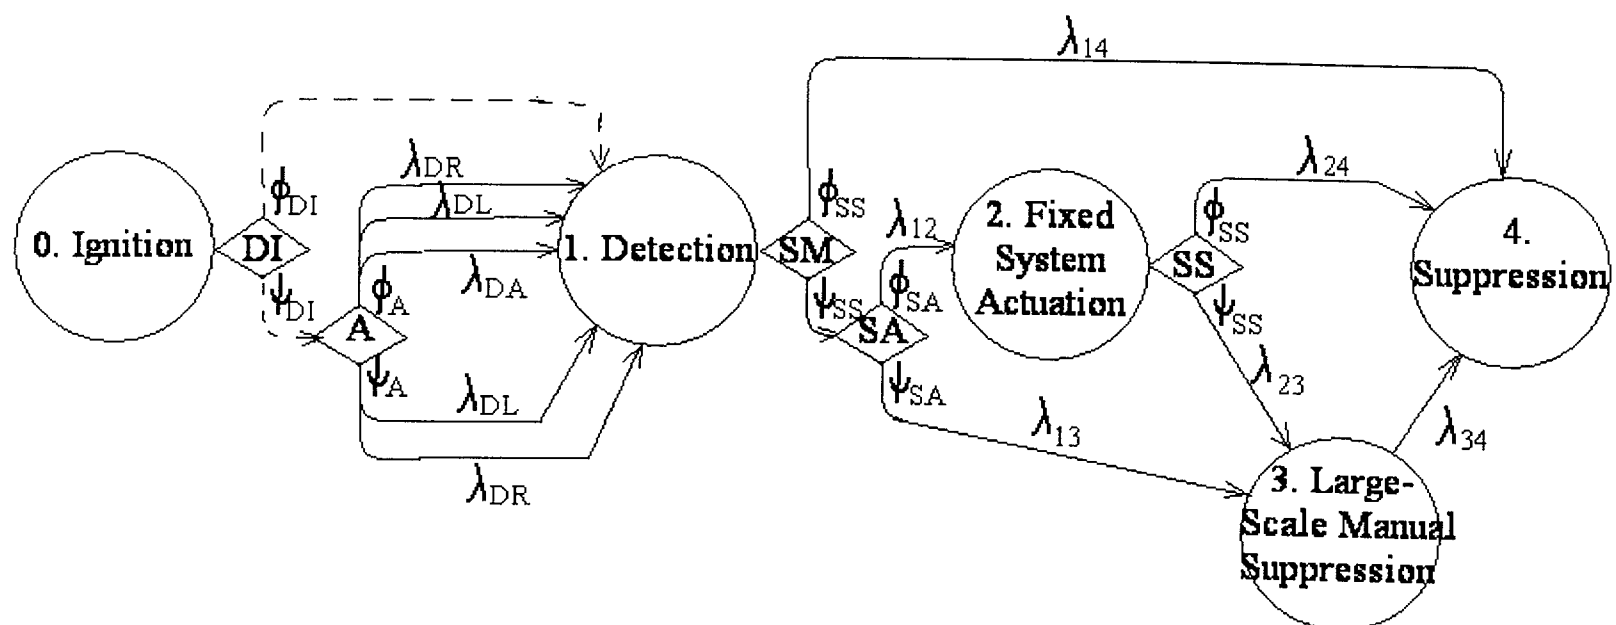 λ14
λDR
ϕDI
λDL
ϕSS
λ12
λ24
ϕSS
0. Ignition
DI
1. Detection
SM
2. Fixed
System
Actuation
SS
4.
Suppression
λDA
ψDI
ϕA
ψSS
ϕSA
ψSS
A
SA
ψA
ψSA
λDL
λ13
λ23
λ34
λDR
3. Large-
Scale Manual
Suppression